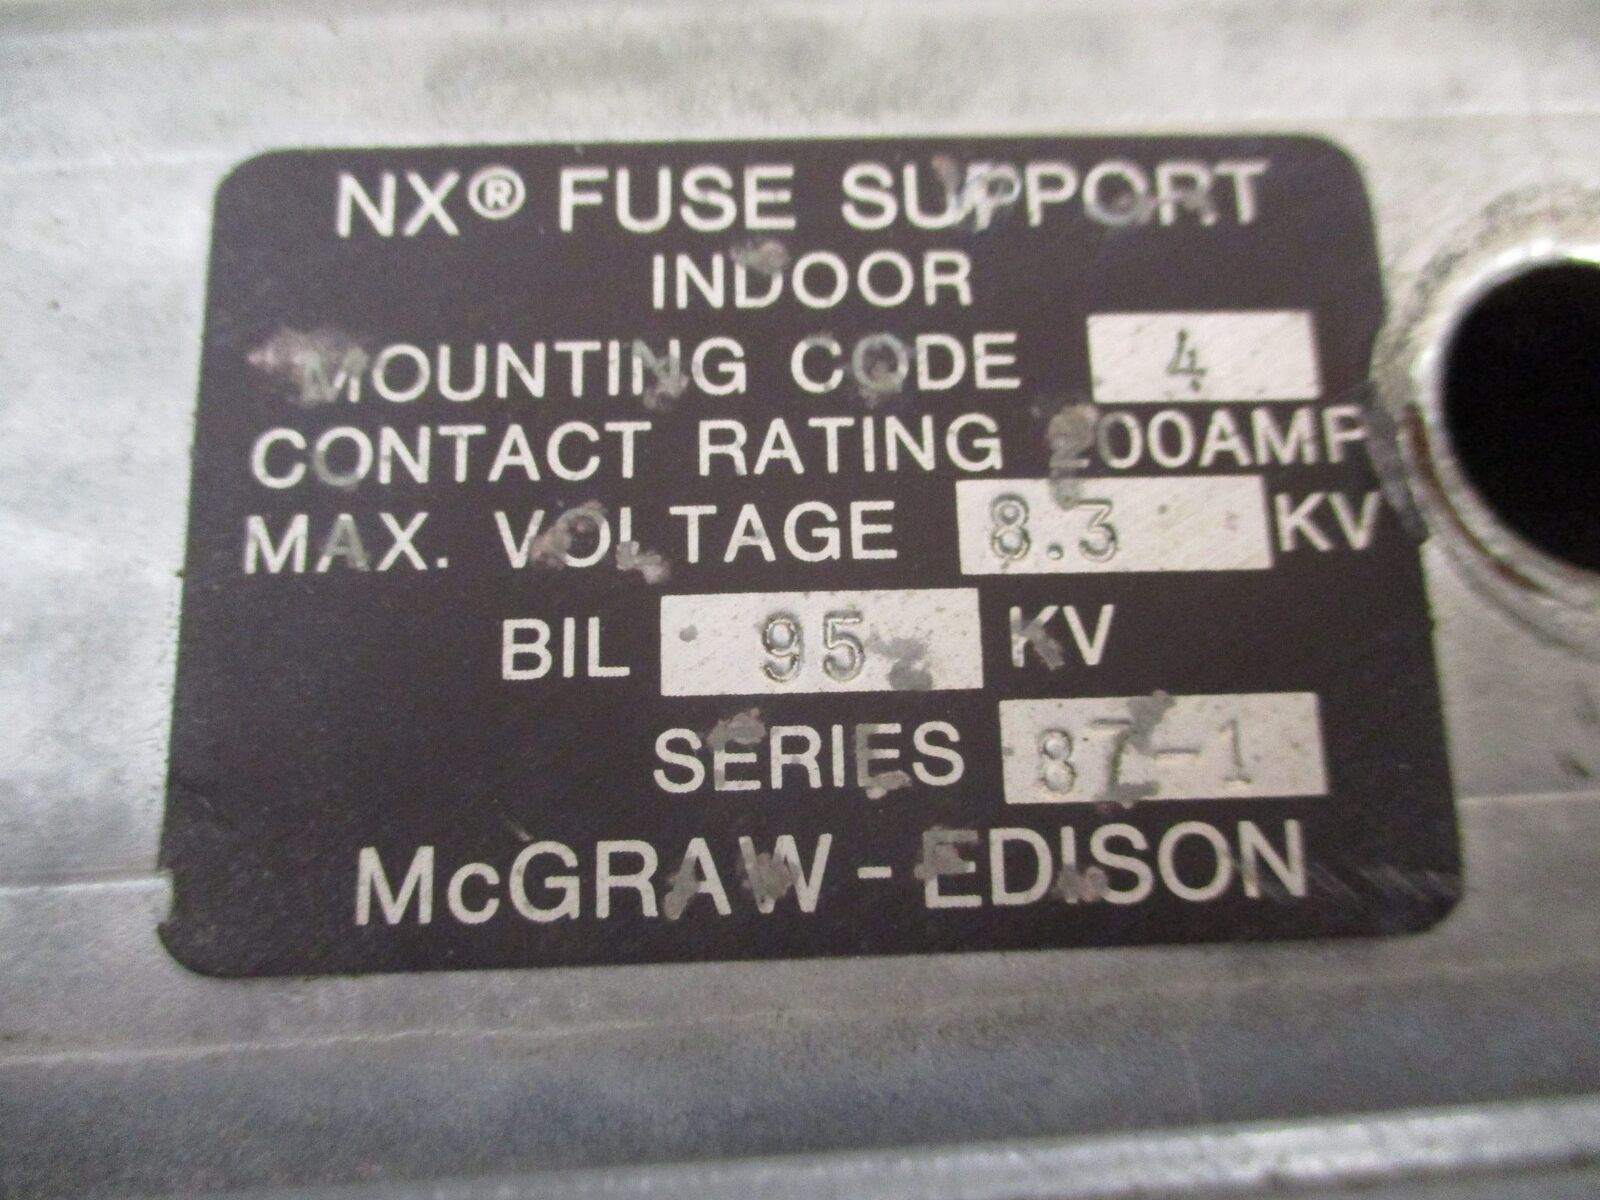 NX® FUSE SUPPORT
INDOOR
MOUNTING CODE 4
CONTACT RATING 200AMP
MAX. VOLTAGE 8.3 KV
BIL 95 KV
SERIES 87-1
McGRAW-EDISON